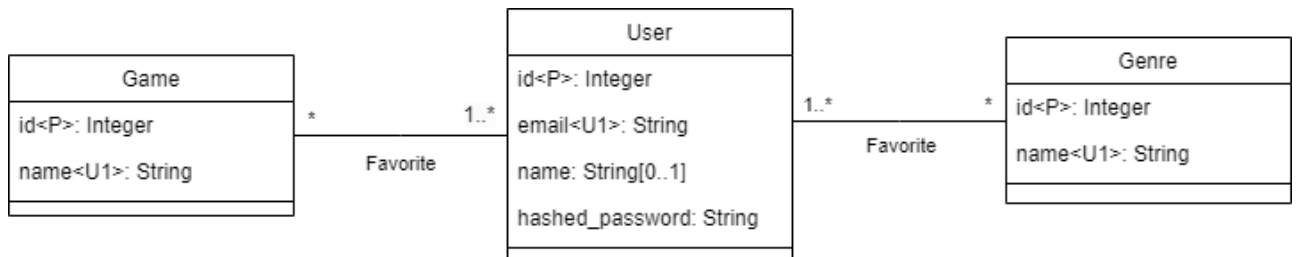 Game
id<P>: Integer
name<U1>: String
*
1..*
Favorite
User
id<P>: Integer
email<U1>: String
name: String[0..1]
hashed_password: String
1..*
*
Favorite
Genre
id<P>: Integer
name<U1>: String